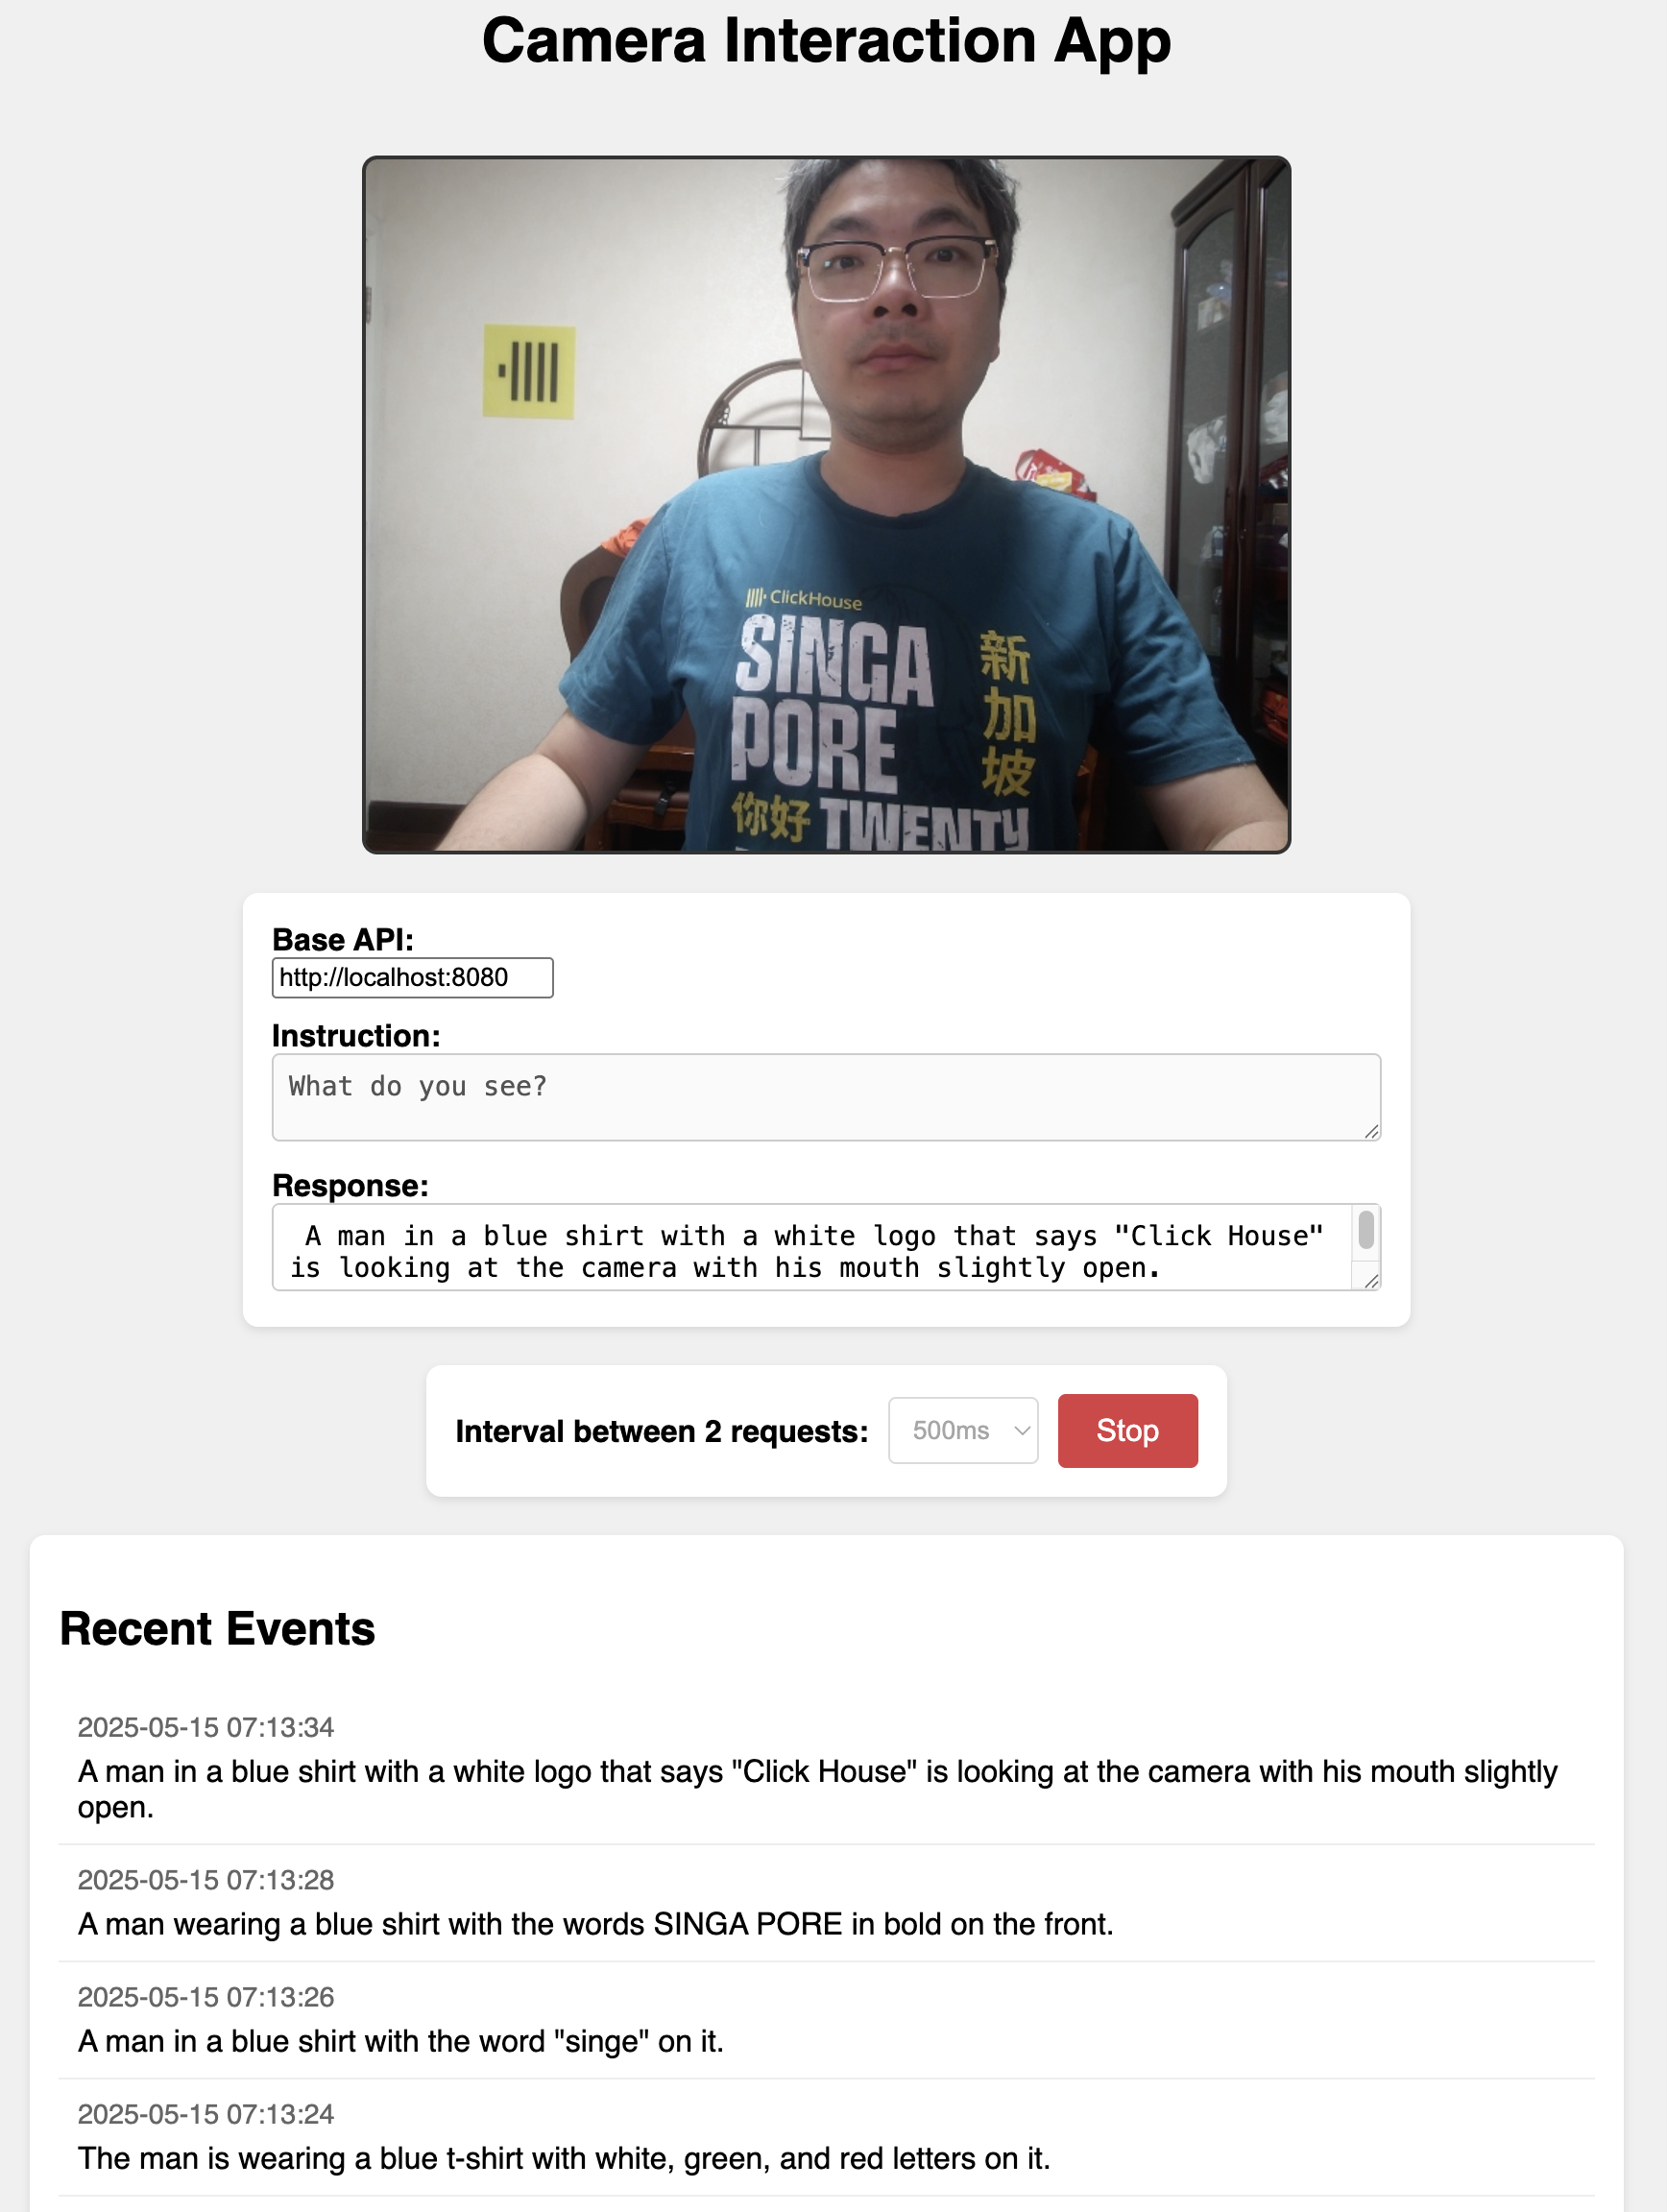 Camera Interaction App
ClickHouse
SINGA
PORE
新加坡
你好 TWENTY
Base API:
http://localhost:8080
Instruction:
What do you see?
Response:
A man in a blue shirt with a white logo that says "Click House"
is looking at the camera with his mouth slightly open.
Interval between 2 requests: 500ms Stop
Recent Events
2025-05-15 07:13:34
A man in a blue shirt with a white logo that says "Click House" is looking at the camera with his mouth slightly
open.
2025-05-15 07:13:28
A man wearing a blue shirt with the words SINGA PORE in bold on the front.
2025-05-15 07:13:26
A man in a blue shirt with the word "singe" on it.
2025-05-15 07:13:24
The man is wearing a blue t-shirt with white, green, and red letters on it.